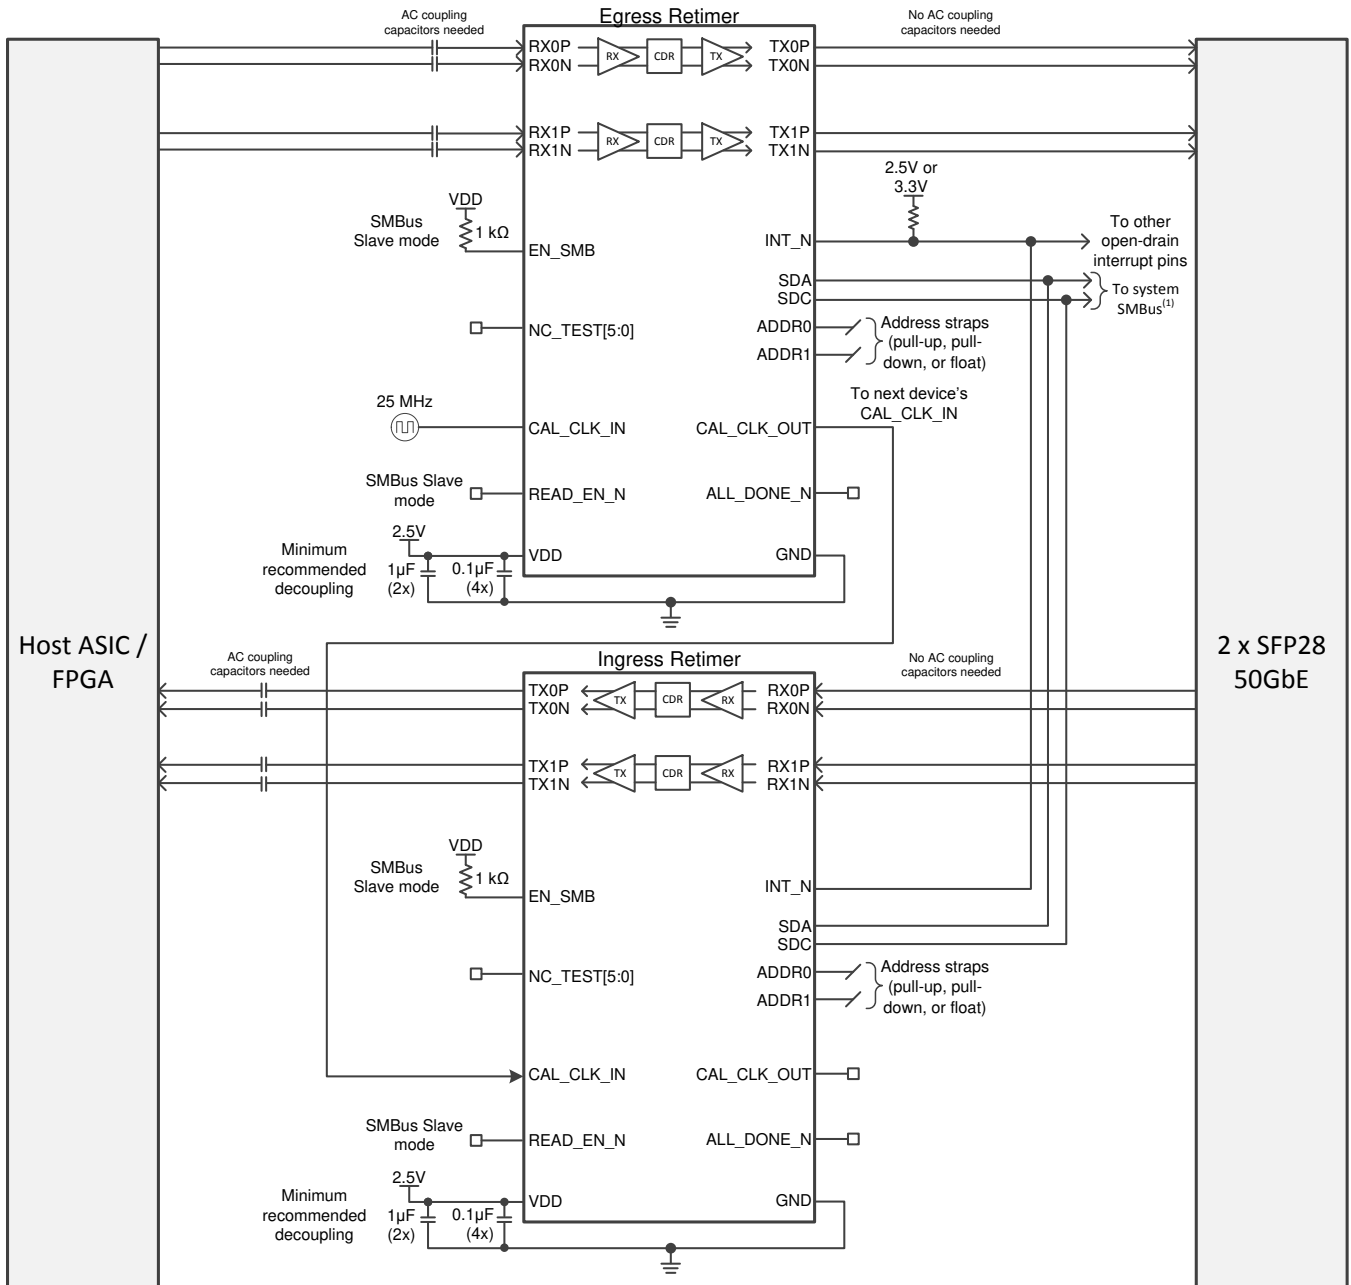 Egress Retimer
AC coupling
capacitors needed
No AC coupling
capacitors needed
RX0P
RX0N
RX
CDR
TX
TX0P
TX0N
RX1P
RX1N
RX
CDR
TX
TX1P
TX1N
2.5V or
3.3V
VDD
SMBus
Slave mode
1 kΩ
EN_SMB
INT_N
To other
open-drain
interrupt pins
SDA
SDC
To system
SMBus(1)
NC_TEST[5:0]
ADDR0
ADDR1
Address straps
(pull-up, pull-
down, or float)
25 MHz
CAL_CLK_IN
CAL_CLK_OUT
To next device's
CAL_CLK_IN
SMBus Slave
mode
READ_EN_N
ALL_DONE_N
2.5V
Minimum
recommended
decoupling
1µF
(2x)
0.1µF
(4x)
VDD
GND
Host ASIC /
FPGA
2 x SFP28
50GbE
Ingress Retimer
AC coupling
capacitors needed
No AC coupling
capacitors needed
TX0P
TX0N
TX
CDR
RX
RX0P
RX0N
TX1P
TX1N
TX
CDR
RX
RX1P
RX1N
VDD
SMBus
Slave mode
1 kΩ
EN_SMB
INT_N
SDA
SDC
NC_TEST[5:0]
ADDR0
ADDR1
Address straps
(pull-up, pull-
down, or float)
CAL_CLK_IN
CAL_CLK_OUT
SMBus Slave
mode
READ_EN_N
ALL_DONE_N
2.5V
Minimum
recommended
decoupling
1µF
(2x)
0.1µF
(4x)
VDD
GND